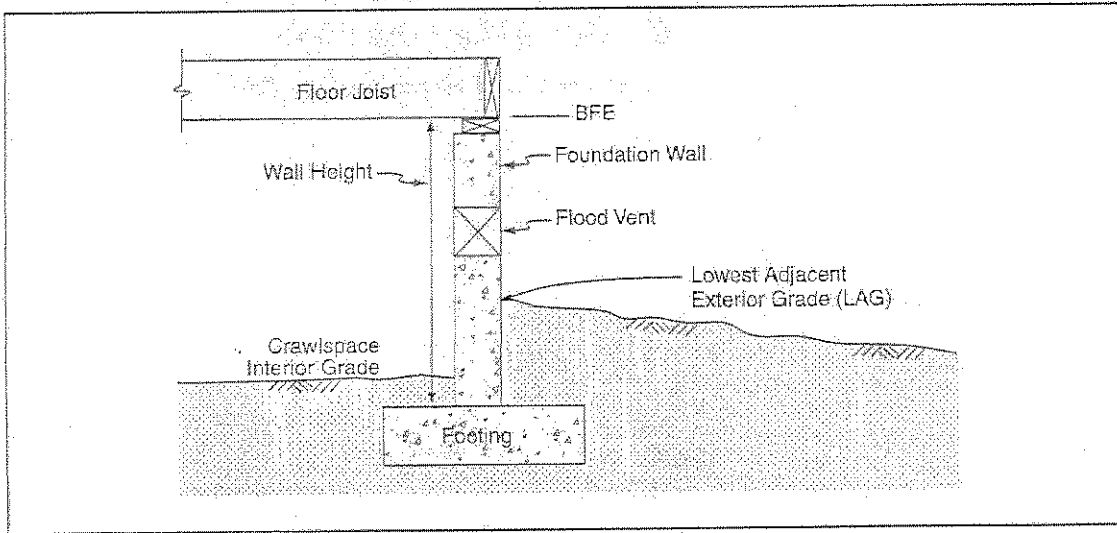 Floor Joist
BFE
Foundation Wall
Wall Height
Flood Vent
Lowest Adjacent
Exterior Grade (LAG)
Crawlspace
Interior Grade
Footing